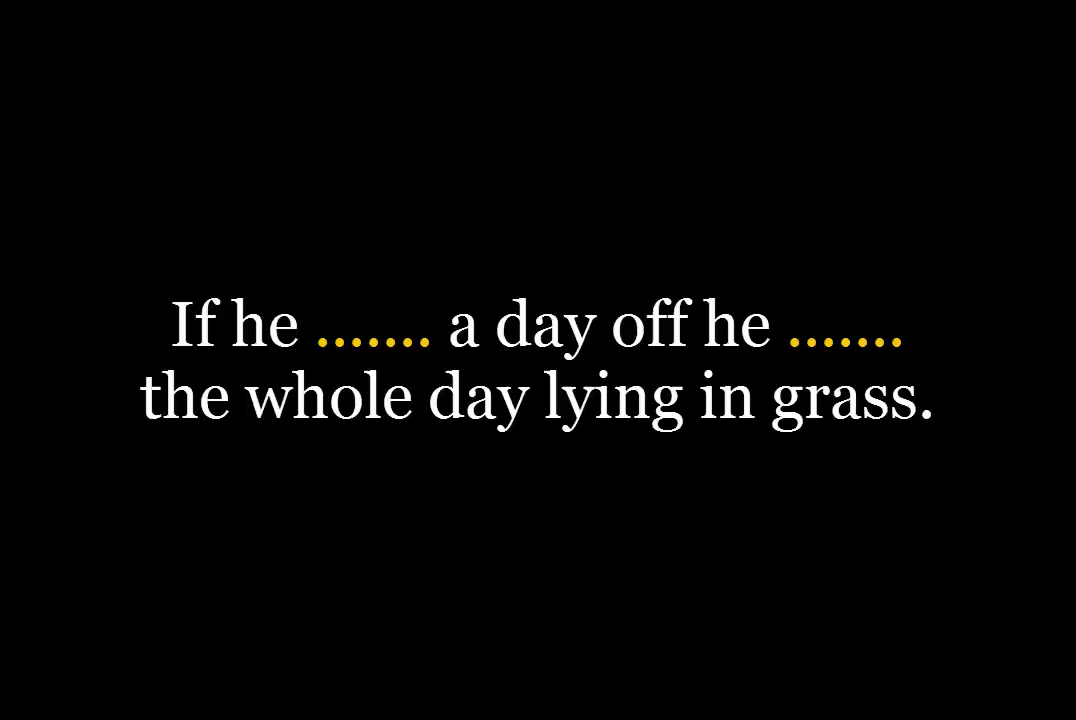 If he ....... a day off he .......
the whole day lying in grass.